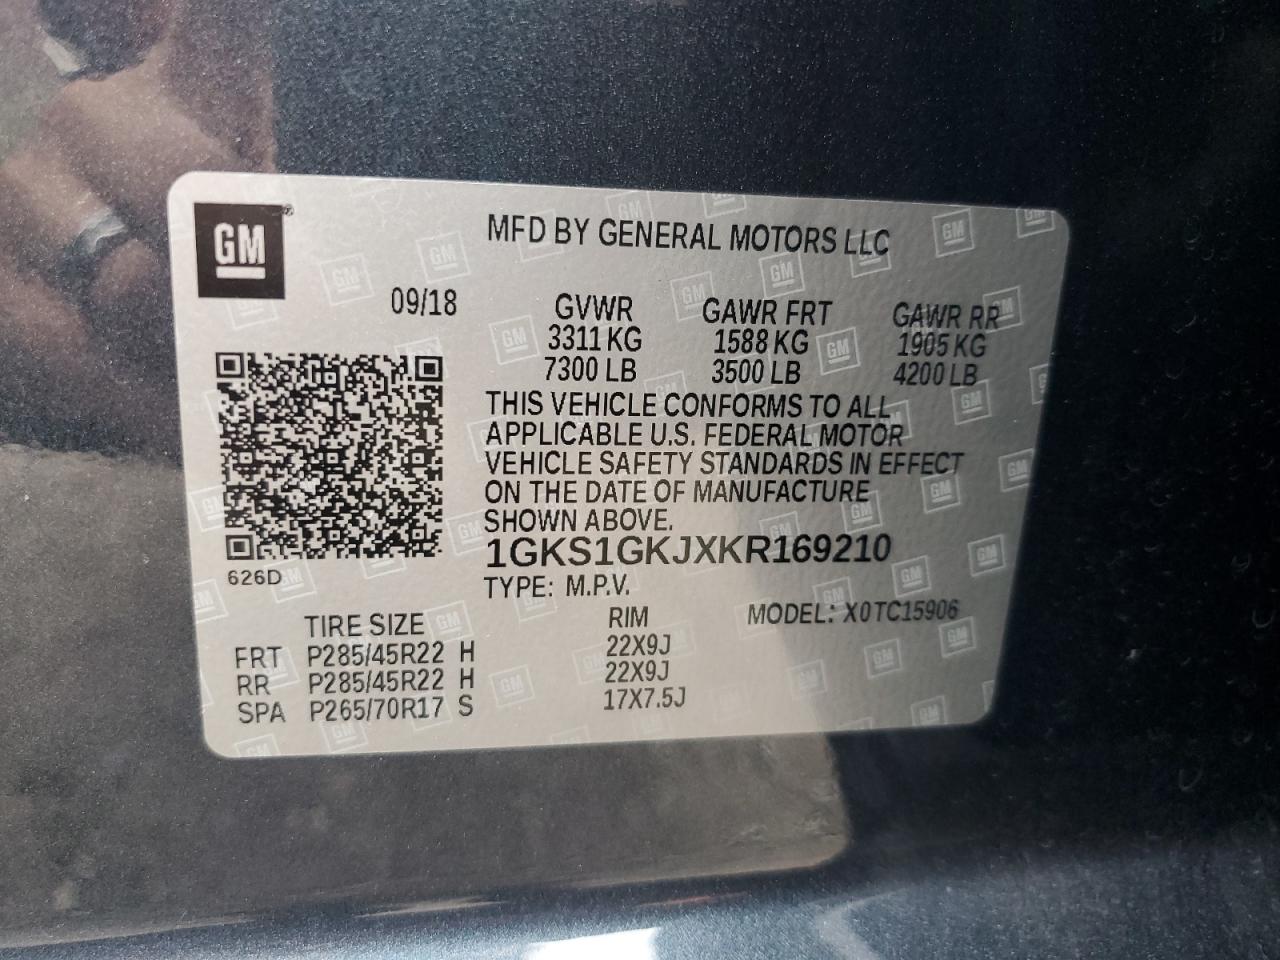 GM
MFD BY GENERAL MOTORS LLC
09/18 GVWR GAWR FRT GAWR RR
3311 KG 1588 KG 1905 KG
7300 LB 3500 LB 4200 LB
THIS VEHICLE CONFORMS TO ALL
APPLICABLE U.S. FEDERAL MOTOR
VEHICLE SAFETY STANDARDS IN EFFECT
ON THE DATE OF MANUFACTURE
SHOWN ABOVE.
1GKS1GKJXKR169210
626D
TYPE: M.P.V. MODEL: X0TC15906
TIRE SIZE RIM
FRT P285/45R22 H 22X9J
RR P285/45R22 H 22X9J
SPA P265/70R17 S 17X7.5J